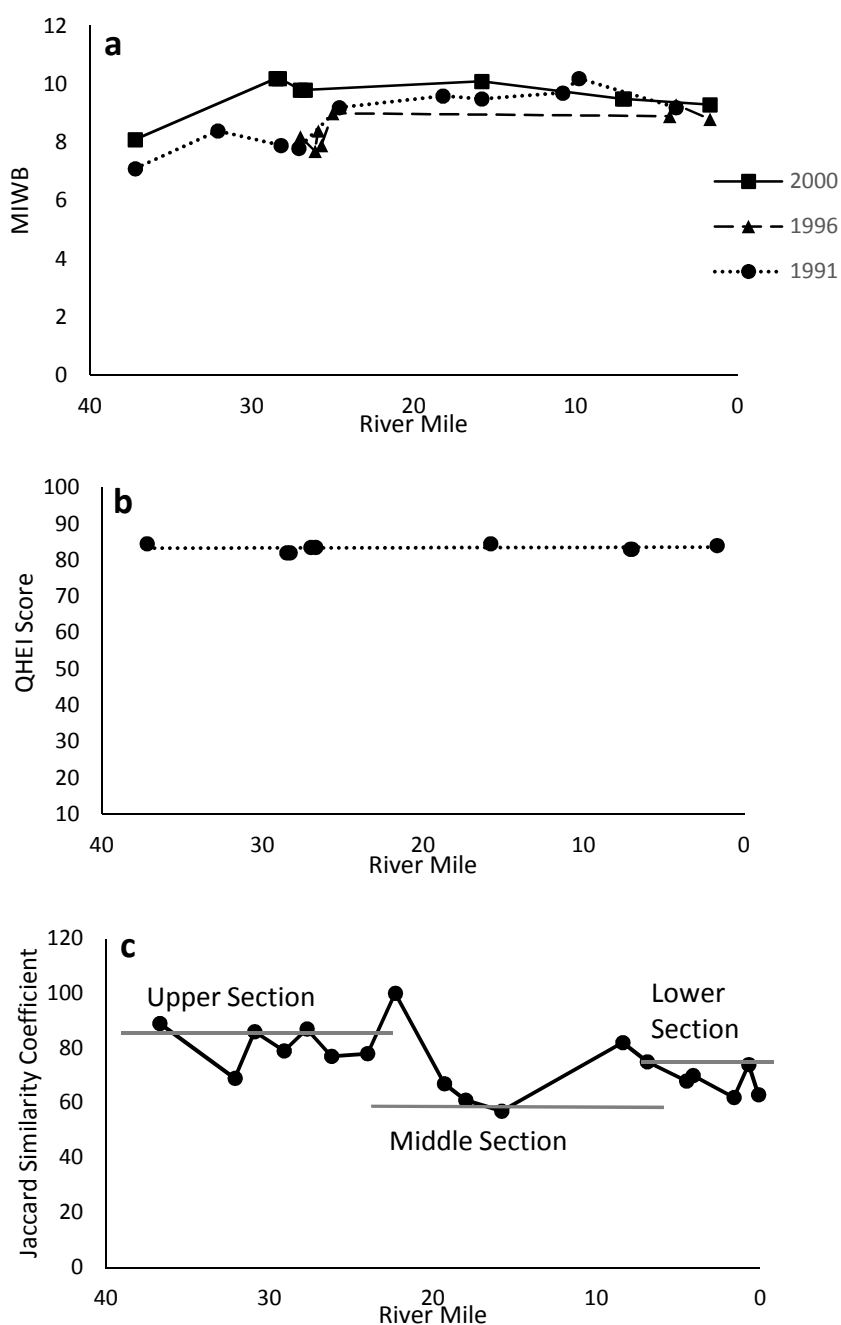 a
12
10
8
6
4
2
0
MIWB
40 30 20 10 0
River Mile
2000
1996
1991
b
100
90
80
70
60
50
40
30
20
10
QHEI Score
40 30 20 10 0
River Mile
c
120
100
80
60
40
20
0
Jaccard Similarity Coefficient
Upper Section
Lower
Section
Middle Section
40 30 20 10 0
River Mile